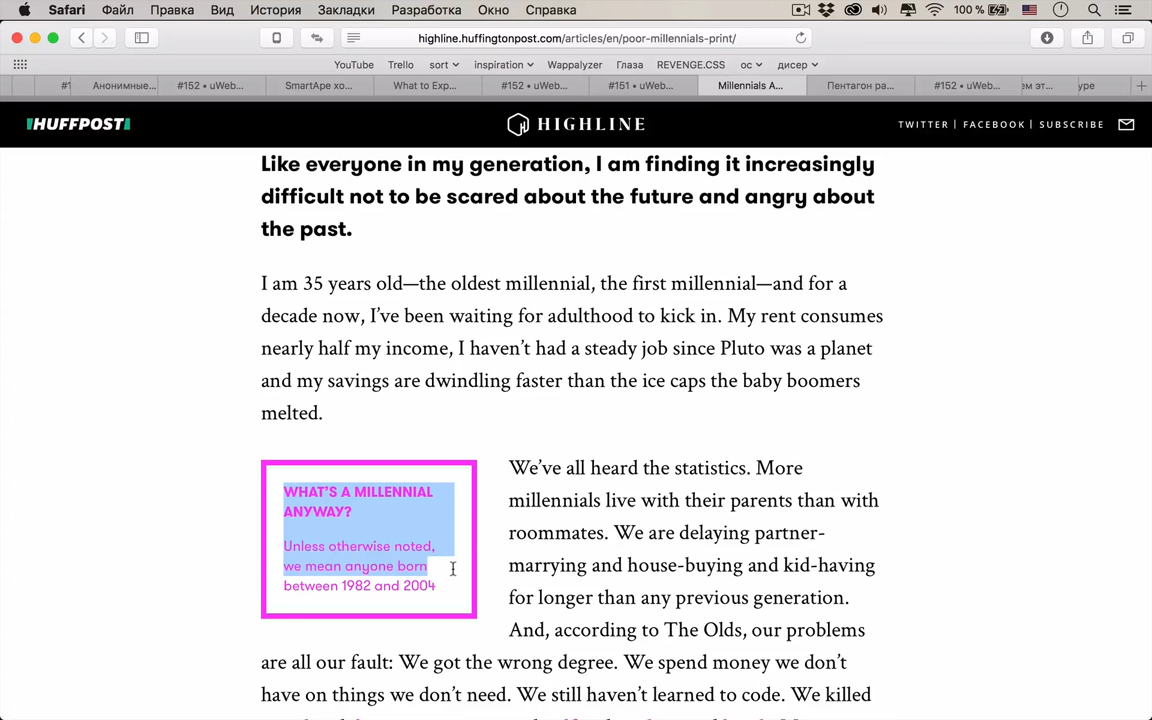 Safari Файл Правка Вид История Закладки Разработка Окно Справка 100 %
highline.huffingtonpost.com/articles/en/poor-millennials-print/
YouTube Trello sort inspiration Wappalyzer Глаза REVENGE.CSS ос дисер
#1 Анонимные... #152 • uWeb... SmartApe хо... What to Exp... #152 • uWeb... #151 • uWeb... Millennials A... Пентагон ра... #152 • uWeb... ем эт... уре
HUFFPOST HIGHLINE TWITTER | FACEBOOK | SUBSCRIBE
Like everyone in my generation, I am finding it increasingly
difficult not to be scared about the future and angry about
the past.
I am 35 years old—the oldest millennial, the first millennial—and for a
decade now, I’ve been waiting for adulthood to kick in. My rent consumes
nearly half my income, I haven’t had a steady job since Pluto was a planet
and my savings are dwindling faster than the ice caps the baby boomers
melted.
WHAT’S A MILLENNIAL
ANYWAY?
Unless otherwise noted,
we mean anyone born
between 1982 and 2004
We’ve all heard the statistics. More
millennials live with their parents than with
roommates. We are delaying partner-
marrying and house-buying and kid-having
for longer than any previous generation.
And, according to The Olds, our problems
are all our fault: We got the wrong degree. We spend money we don’t
have on things we don’t need. We still haven’t learned to code. We killed